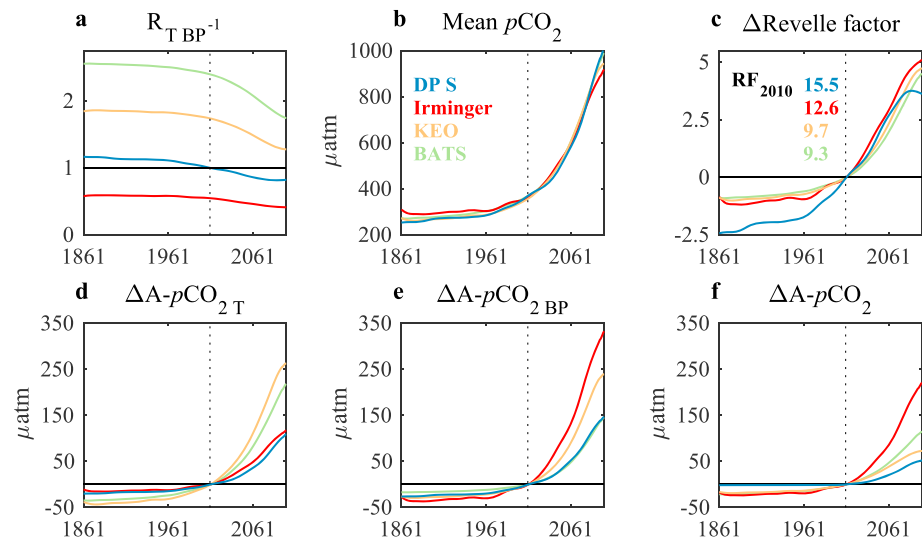 a R_T BP^-1
2
1
0
1861 1961 2061
b Mean pCO_2
μatm
1000
800
600
400
200
DP S
Irminger
KEO
BATS
1861 1961 2061
c ΔRevelle factor
5
2.5
0
-2.5
RF_2010 15.5
12.6
9.7
9.3
1861 1961 2061
d ΔA-pCO_2 T
μatm
350
250
150
50
-50
1861 1961 2061
e ΔA-pCO_2 BP
μatm
350
250
150
50
-50
1861 1961 2061
f ΔA-pCO_2
μatm
350
250
150
50
-50
1861 1961 2061